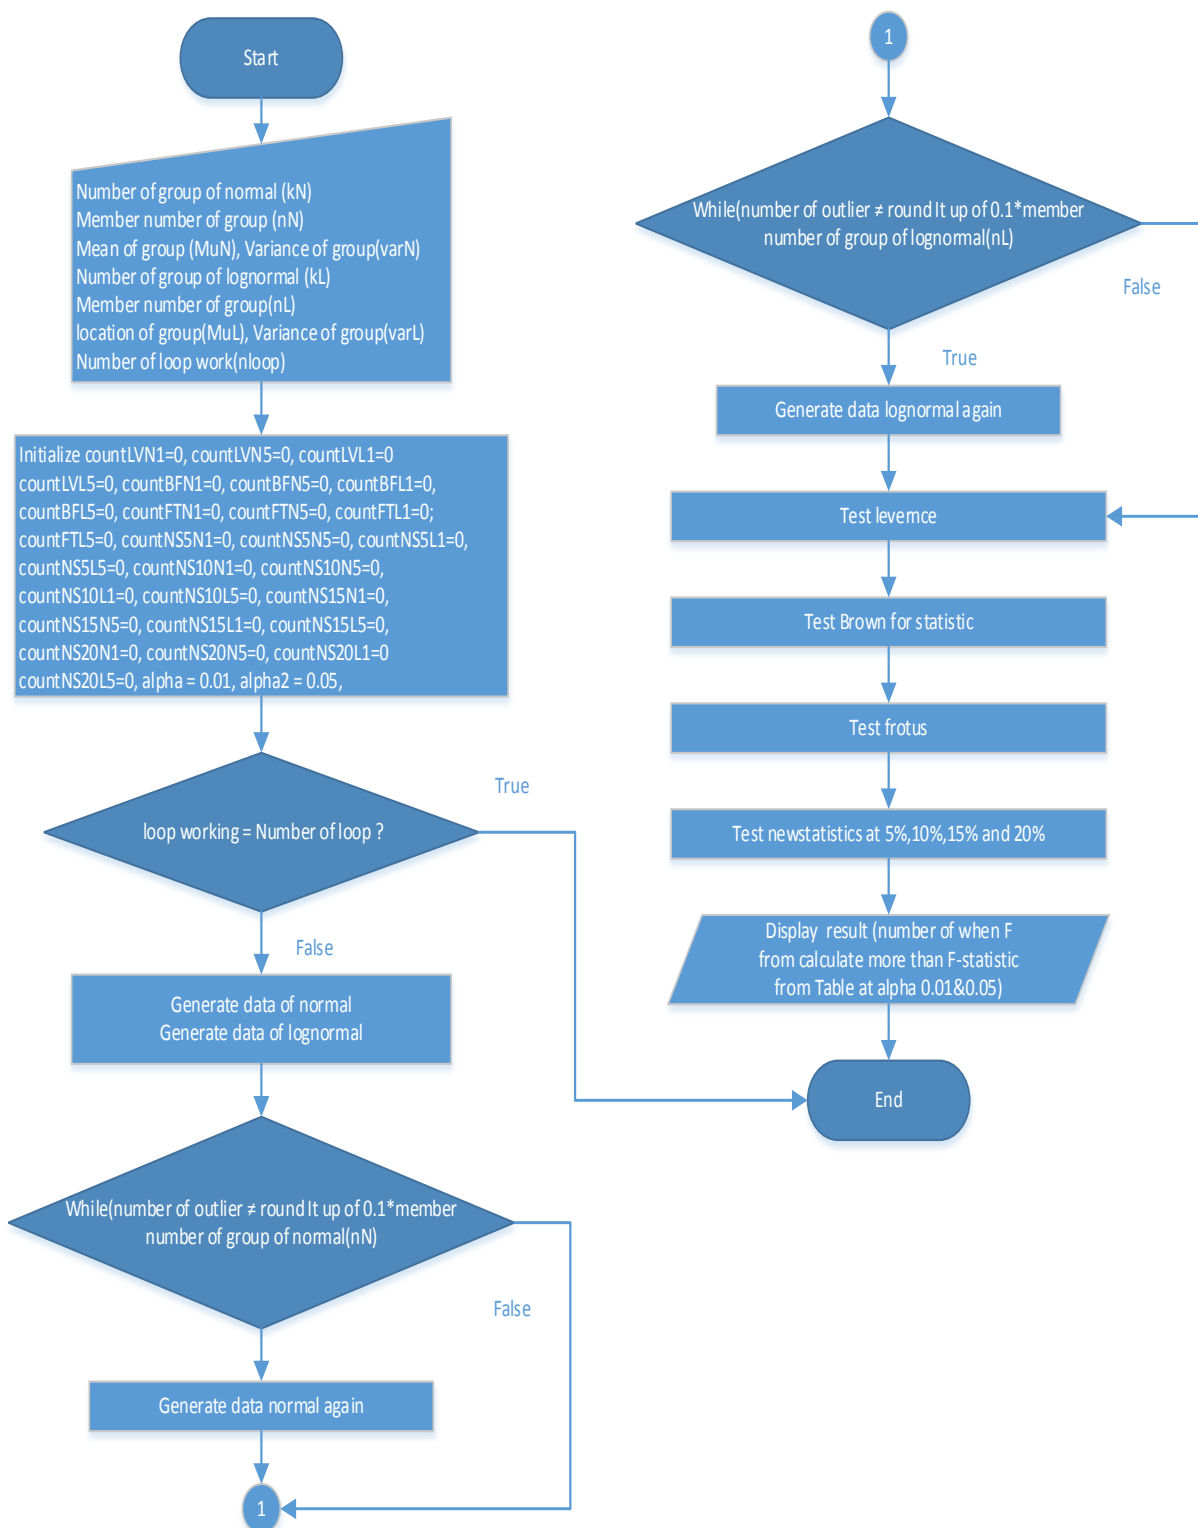 Start
Number of group of normal (kN)
Member number of group (nN)
Mean of group (MuN), Variance of group(varN)
Number of group of lognormal (kL)
Member number of group(nL)
location of group(MuL), Variance of group(varL)
Number of loop work(nloop)
Initialize countLVN1=0, countLVN5=0, countLVL1=0
countLVL5=0, countBFN1=0, countBFN5=0, countBFL1=0,
countBFL5=0, countFTN1=0, countFTN5=0, countFTL1=0;
countFTL5=0, countNS5N1=0, countNS5N5=0, countNS5L1=0,
countNS5L5=0, countNS10N1=0, countNS10N5=0,
countNS10L1=0, countNS10L5=0, countNS15N1=0,
countNS15N5=0, countNS15L1=0, countNS15L5=0,
countNS20N1=0, countNS20N5=0, countNS20L1=0
countNS20L5=0, alpha = 0.01, alpha2 = 0.05,
loop working = Number of loop ?
True
False
Generate data of normal
Generate data of lognormal
While(number of outlier ≠ round It up of 0.1*member
number of group of normal(nN)
False
Generate data normal again
1
1
While(number of outlier ≠ round It up of 0.1*member
number of group of lognormal(nL)
False
True
Generate data lognormal again
Test levernce
Test Brown for statistic
Test frotus
Test newstatistics at 5%,10%,15% and 20%
Display result (number of when F
from calculate more than F-statistic
from Table at alpha 0.01&0.05)
End